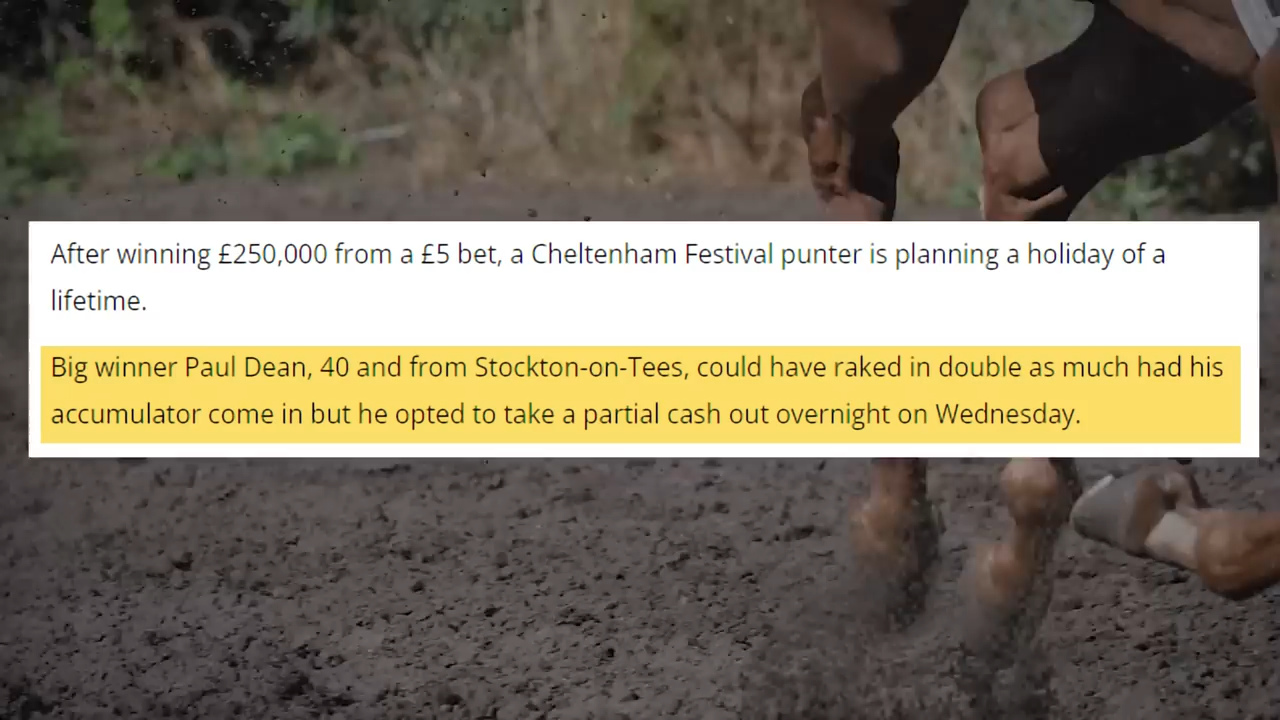 After winning £250,000 from a £5 bet, a Cheltenham Festival punter is planning a holiday of a
lifetime.
Big winner Paul Dean, 40 and from Stockton-on-Tees, could have raked in double as much had his
accumulator come in but he opted to take a partial cash out overnight on Wednesday.